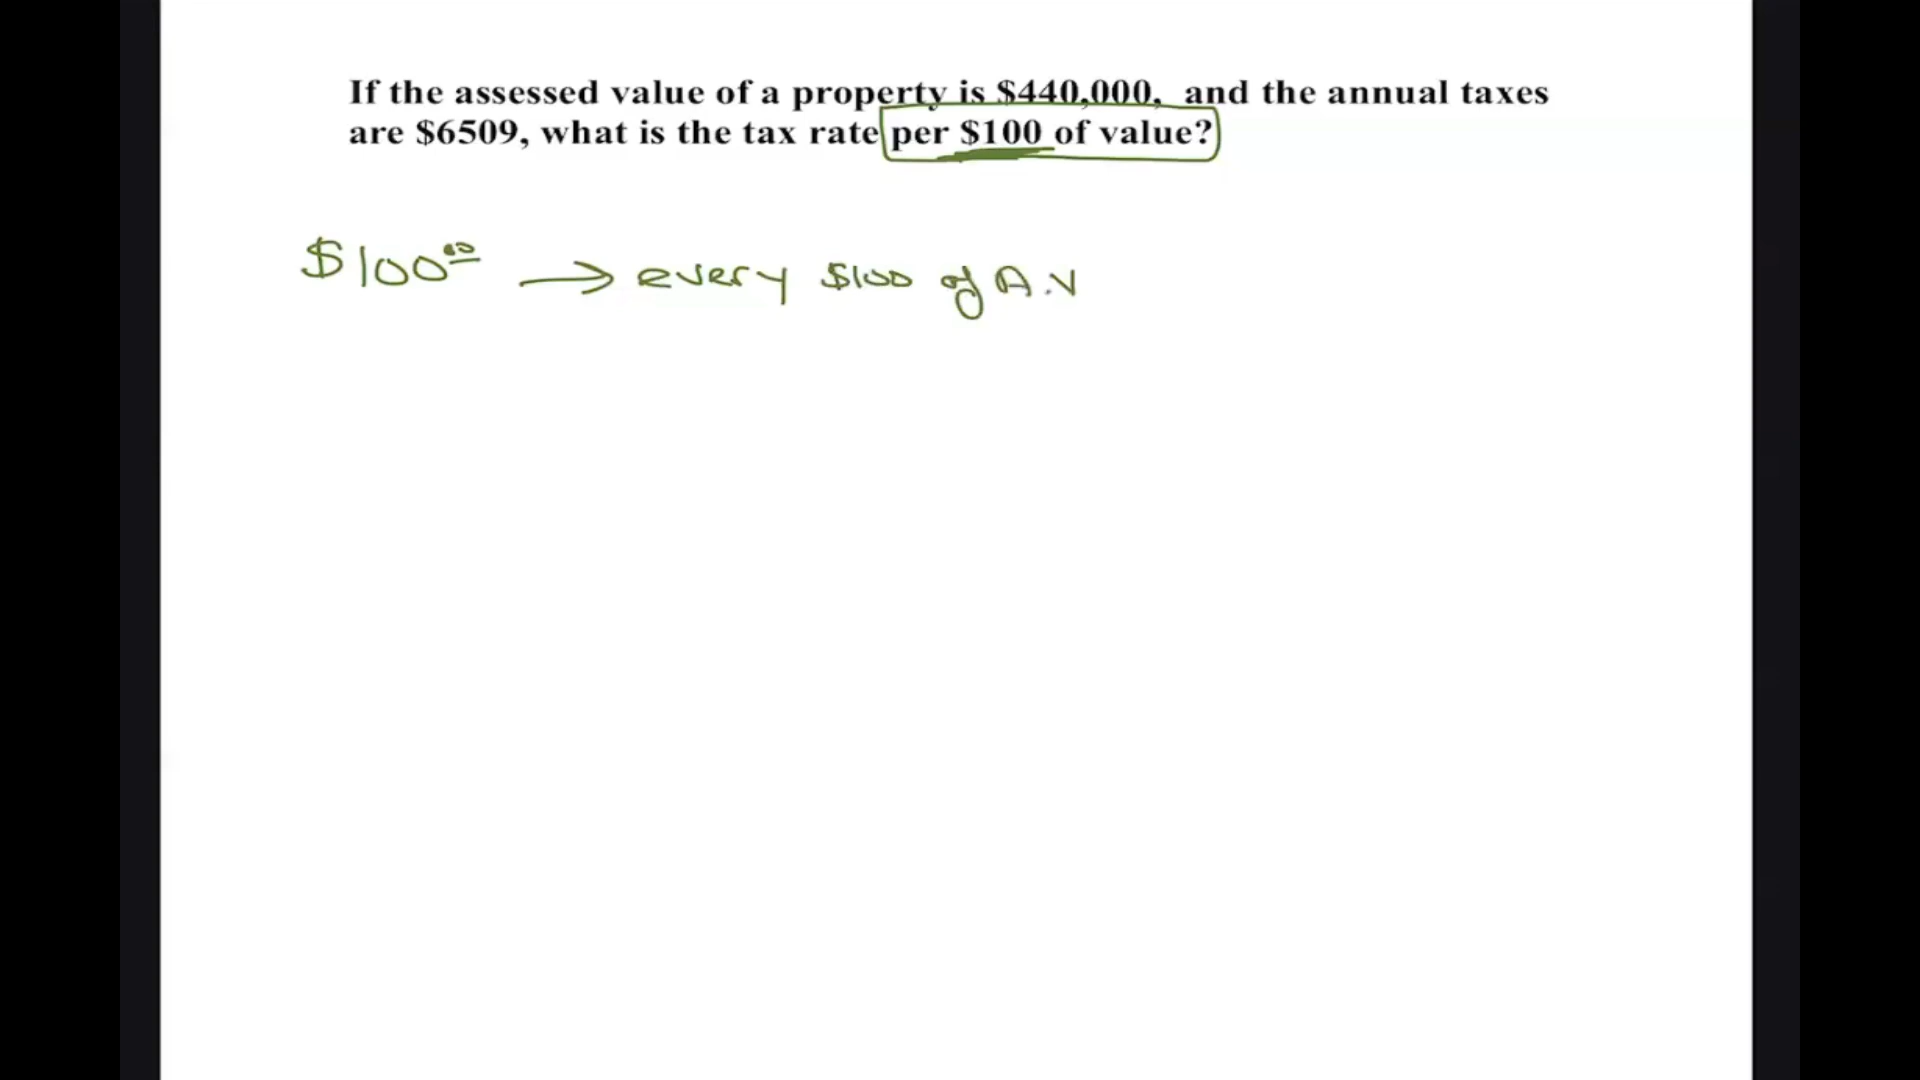 If the assessed value of a property is $440,000, and the annual taxes
are $6509, what is the tax rate per $100 of value?
$100.00 → every $100 of A.V